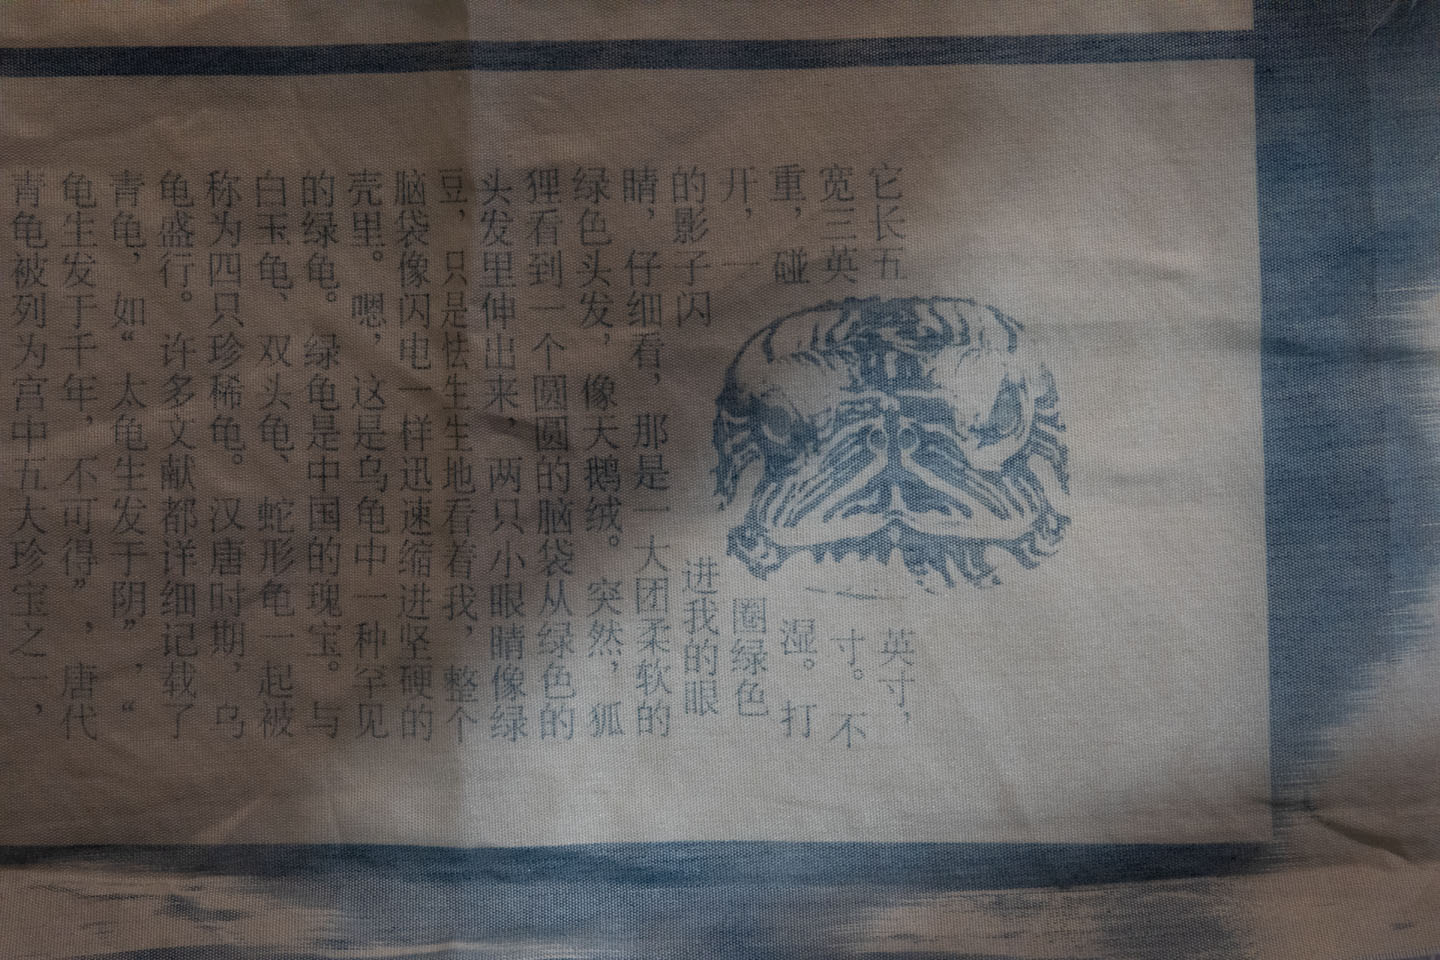 它长五英寸，
宽三英寸。不
重，碰湿。打
开，一圈绿色
的影子闪进我的眼
睛，仔细看，那是一大团柔软的
绿色头发，像天鹅绒。突然，狐
狸看到一个圆圆的脑袋从绿色的
头发里伸出来，两只小眼睛像绿
豆，只是怯生生地看着我，整个
脑袋像闪电一样迅速缩进坚硬的
壳里。嗯，这是乌龟中一种罕见
的绿龟。绿龟是中国的瑰宝。与
白玉龟、双头龟、蛇形龟一起被
称为四只珍稀龟。汉唐时期，乌
龟盛行。许多文献都详细记载了
青龟，如“太龟生发于阴”，“
龟生发于千年，不可得”，唐代
青龟被列为宫中五大珍宝之一，